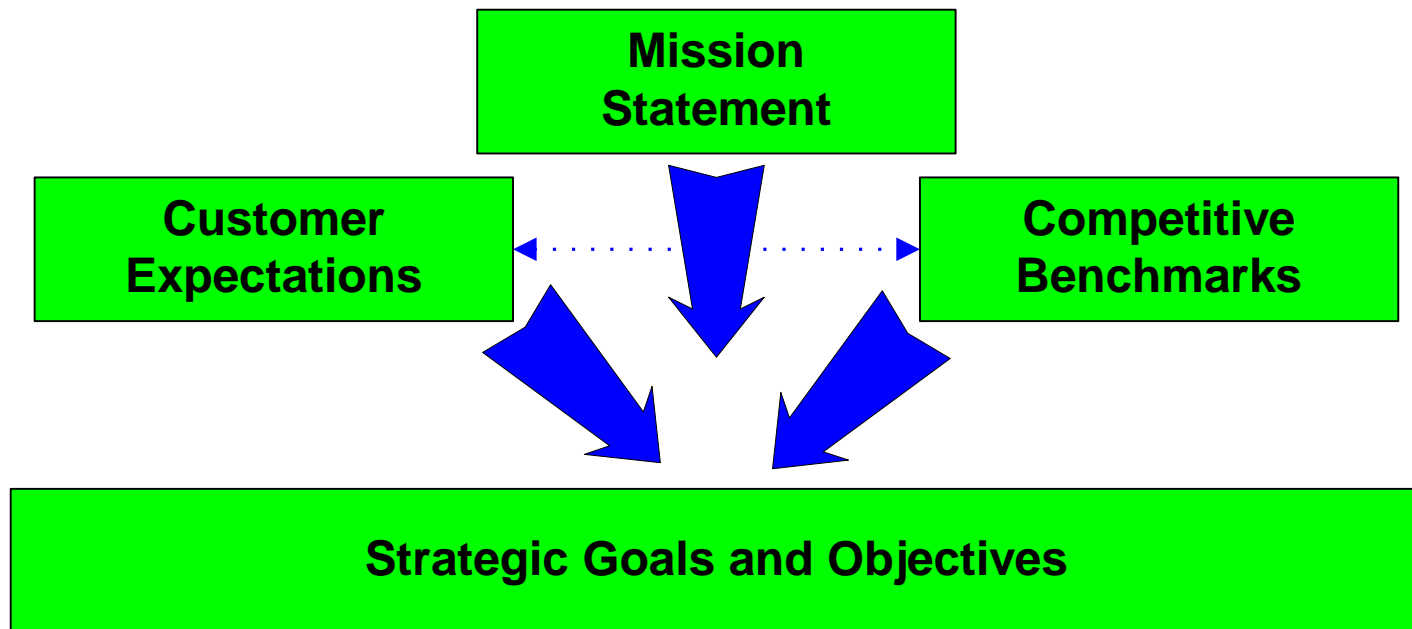 Mission
Statement
Customer
Expectations
Competitive
Benchmarks
Strategic Goals and Objectives